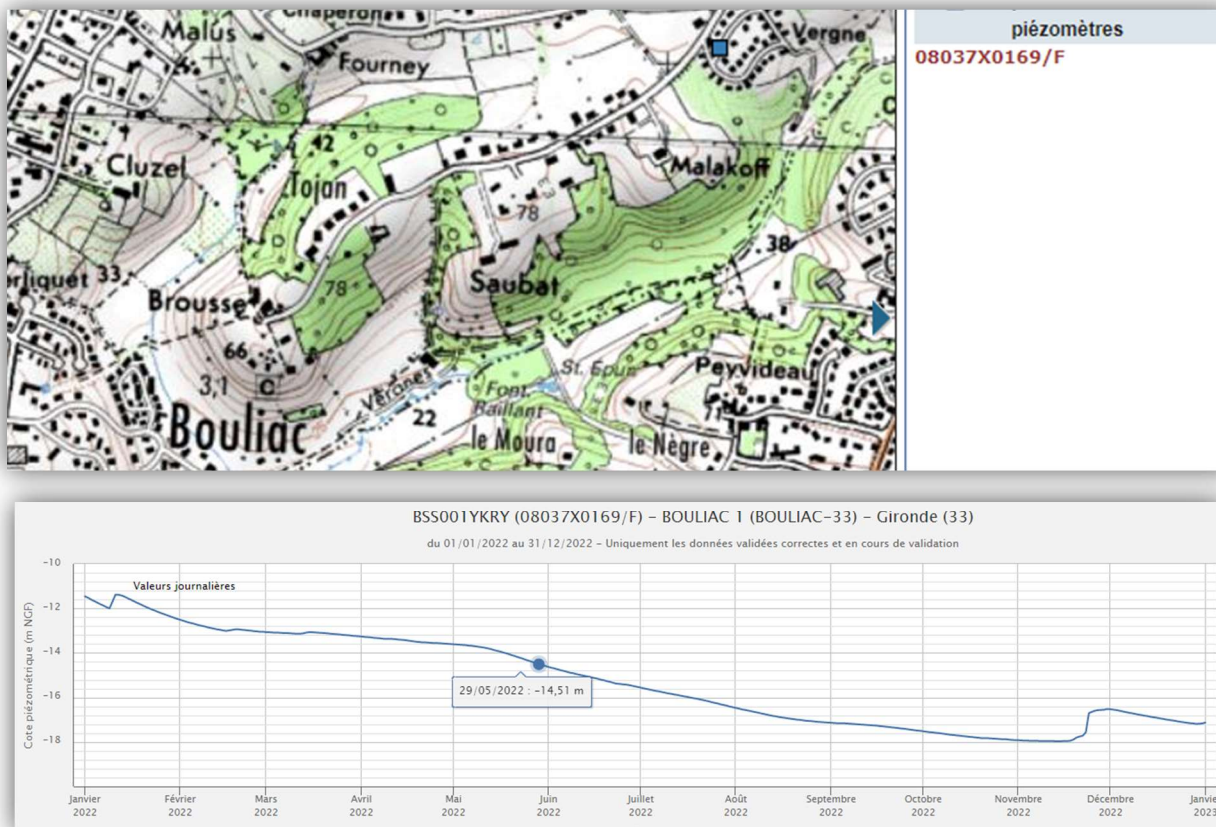 Chaperon
piézomètres
Malus
Vergne
08037X0169/F
Fourney
42
Cluzel
Malakoff
Tojan
78
38
rliquet 33
Saubat
78
Brousse
66
St. Epun
Peyvideau
3,1 C
Vérones
Font.
Baillant
22
Bouliac
le Moura
le Nègre
BSS001YKRY (08037X0169/F) – BOULIAC 1 (BOULIAC-33) – Gironde (33)
du 01/01/2022 au 31/12/2022 – Uniquement les données validées correctes et en cours de validation
-10
Valeurs journalières
-12
-14
29/05/2022 : -14,51 m
-16
-18
Cote piézométrique (m NGF)
Janvier Février Mars Avril Mai Juin Juillet Août Septembre Octobre Novembre Décembre Janvie
2022 2022 2022 2022 2022 2022 2022 2022 2022 2022 2022 2022 2023